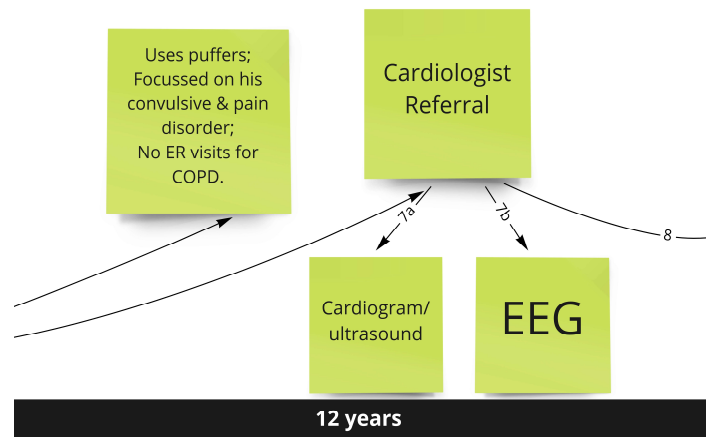 Uses puffers;
Focussed on his
convulsive & pain
disorder;
No ER visits for
COPD.
Cardiologist
Referral
7a
7b
8
Cardiogram/
ultrasound
EEG
12 years